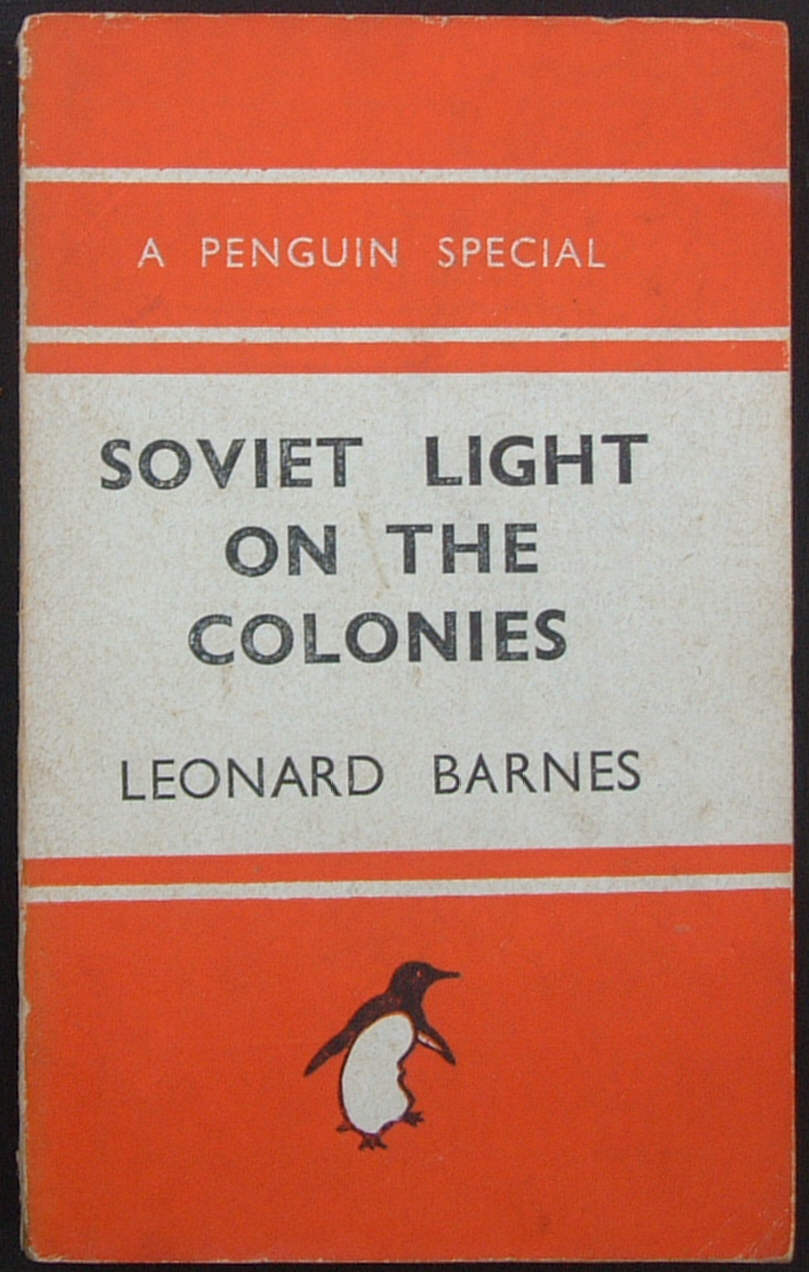 A PENGUIN SPECIAL
SOVIET LIGHT
ON THE
COLONIES
LEONARD BARNES